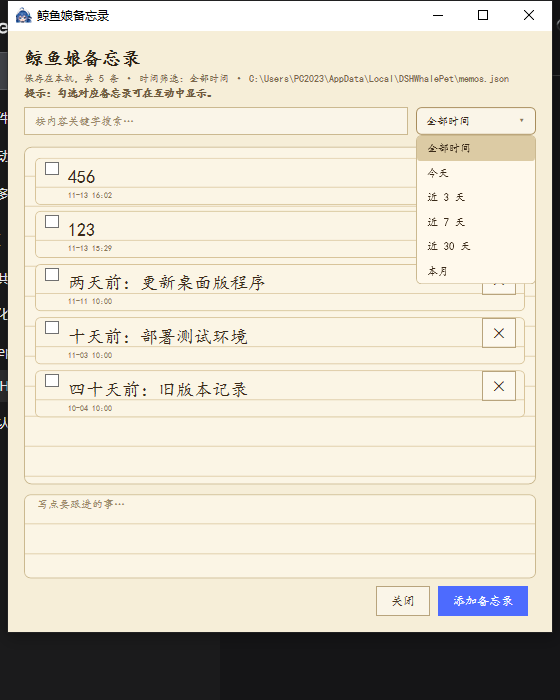 鲸鱼娘备忘录
鲸鱼娘备忘录
保存在本机，共 5 条 • 时间筛选：全部时间 • C:\Users\PC2023\AppData\Local\DSHWhalePet\memos.json
提示：勾选对应备忘录可在互动中显示。
按内容关键字搜索…
全部时间
全部时间
今天
近 3 天
近 7 天
近 30 天
本月
456
11-13 16:02
123
11-13 15:29
两天前：更新桌面版程序
11-11 10:00
十天前：部署测试环境
11-03 10:00
四十天前：旧版本记录
10-04 10:00
写点要跟进的事…
关闭
添加备忘录